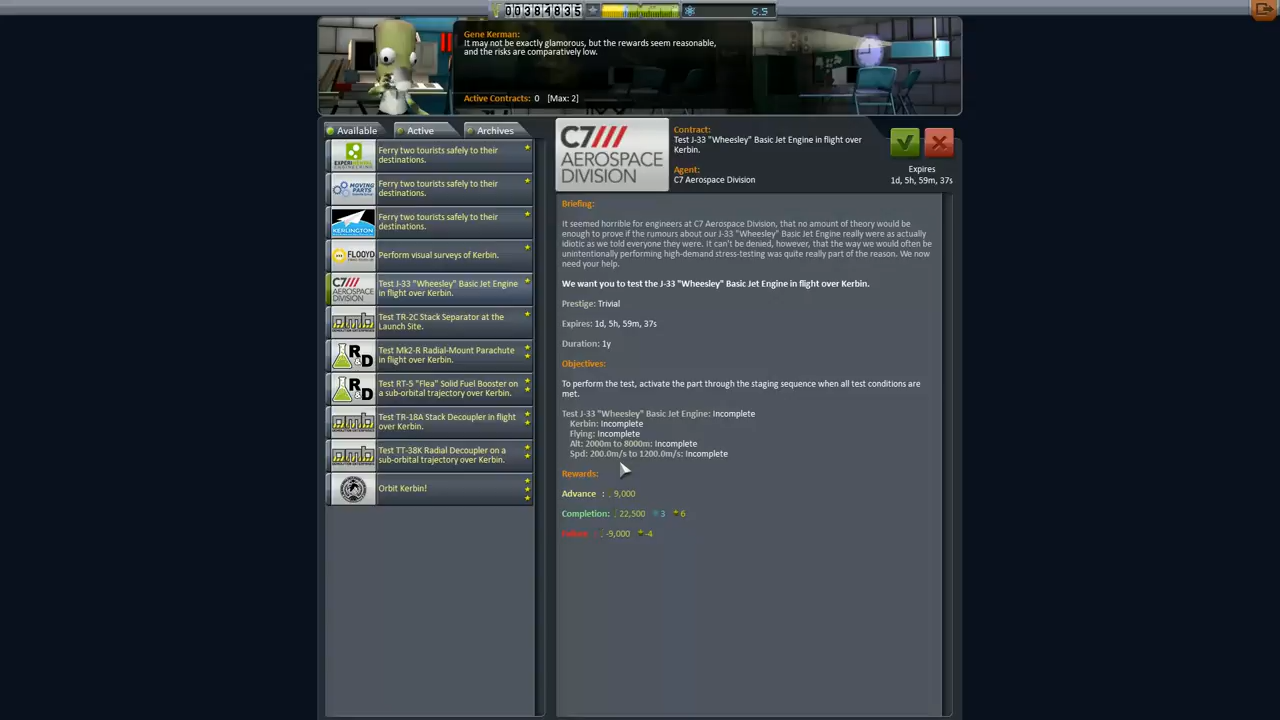 00384835
6.5
Gene Kerman:
It may not be exactly glamorous, but the rewards seem reasonable,
and the risks are comparatively low.
Active Contracts: 0 [Max: 2]
Available
Active
Archives
Ferry two tourists safely to their
destinations.
Ferry two tourists safely to their
destinations.
Ferry two tourists safely to their
destinations.
Perform visual surveys of Kerbin.
Test J-33 "Wheesley" Basic Jet Engine
in flight over Kerbin.
Test TR-2C Stack Separator at the
Launch Site.
Test Mk2-R Radial-Mount Parachute
in flight over Kerbin.
Test RT-5 "Flea" Solid Fuel Booster on
a sub-orbital trajectory over Kerbin.
Test TR-18A Stack Decoupler in flight
over Kerbin.
Test TT-38K Radial Decoupler on a
sub-orbital trajectory over Kerbin.
Orbit Kerbin!
MOVING PARTS
KERLINGTON
FLOOYD
C7
AEROSPACE
DIVISION
R&D
R&D
C7
AEROSPACE
DIVISION
Contract:
Test J-33 "Wheesley" Basic Jet Engine in flight over
Kerbin.
Agent:
C7 Aerospace Division
Expires
1d, 5h, 59m, 37s
Briefing:
It seemed horrible for engineers at C7 Aerospace Division, that no amount of theory would be
enough to prove if the rumours about our J-33 "Wheesley" Basic Jet Engine really were as actually
idiotic as we told everyone they were. It can't be denied, however, that the way we would often be
unintentionally performing high-demand stress-testing was quite really part of the reason. We now
need your help.
We want you to test the J-33 "Wheesley" Basic Jet Engine in flight over Kerbin.
Prestige: Trivial
Expires: 1d, 5h, 59m, 37s
Duration: 1y
Objectives:
To perform the test, activate the part through the staging sequence when all test conditions are
met.
Test J-33 "Wheesley" Basic Jet Engine: Incomplete
Kerbin: Incomplete
Flying: Incomplete
Alt: 2000m to 8000m: Incomplete
Spd: 200.0m/s to 1200.0m/s: Incomplete
Rewards:
Advance : 9,000
Completion: 22,500 3 6
Failure : -9,000 -4